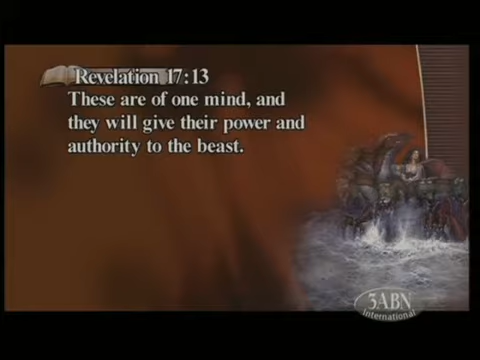 Revelation 17:13
These are of one mind, and
they will give their power and
authority to the beast.
3ABN
International